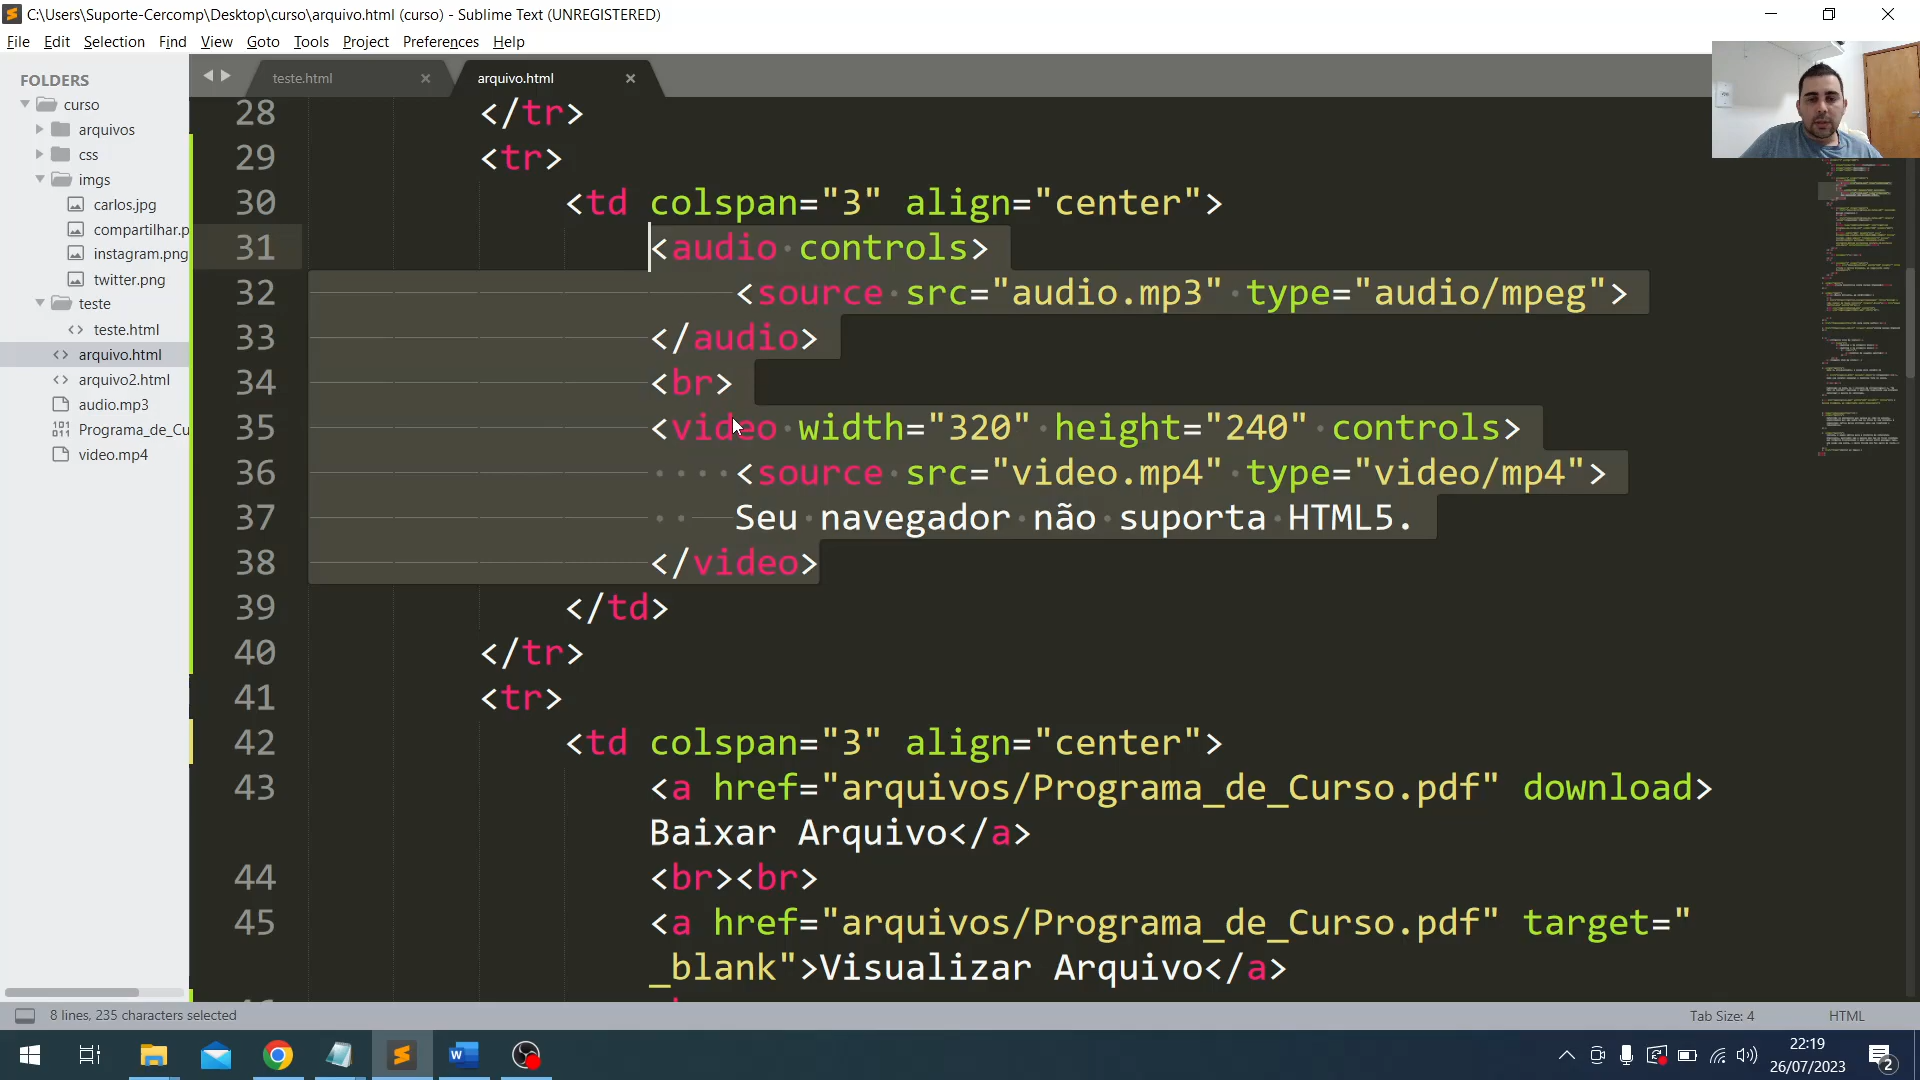 C:\Users\Suporte-Cercomp\Desktop\curso\arquivo.html (curso) - Sublime Text (UNREGISTERED)
File Edit Selection Find View Goto Tools Project Preferences Help
FOLDERS
curso
arquivos
css
imgs
carlos.jpg
compartilhar.p
instagram.png
twitter.png
teste
teste.html
arquivo.html
arquivo2.html
audio.mp3
Programa_de_Cu
video.mp4
teste.html × arquivo.html ×
28 </tr>
29 <tr>
30 <td colspan="3" align="center">
31 <audio controls>
32 <source src="audio.mp3" type="audio/mpeg">
33 </audio>
34 <br>
35 <video width="320" height="240" controls>
36 <source src="video.mp4" type="video/mp4">
37 Seu navegador não suporta HTML5.
38 </video>
39 </td>
40 </tr>
41 <tr>
42 <td colspan="3" align="center">
43 <a href="arquivos/Programa_de_Curso.pdf" download>
Baixar Arquivo</a>
44 <br><br>
45 <a href="arquivos/Programa_de_Curso.pdf" target="
_blank">Visualizar Arquivo</a>
8 lines, 235 characters selected
Tab Size: 4 HTML
22:19
26/07/2023
2